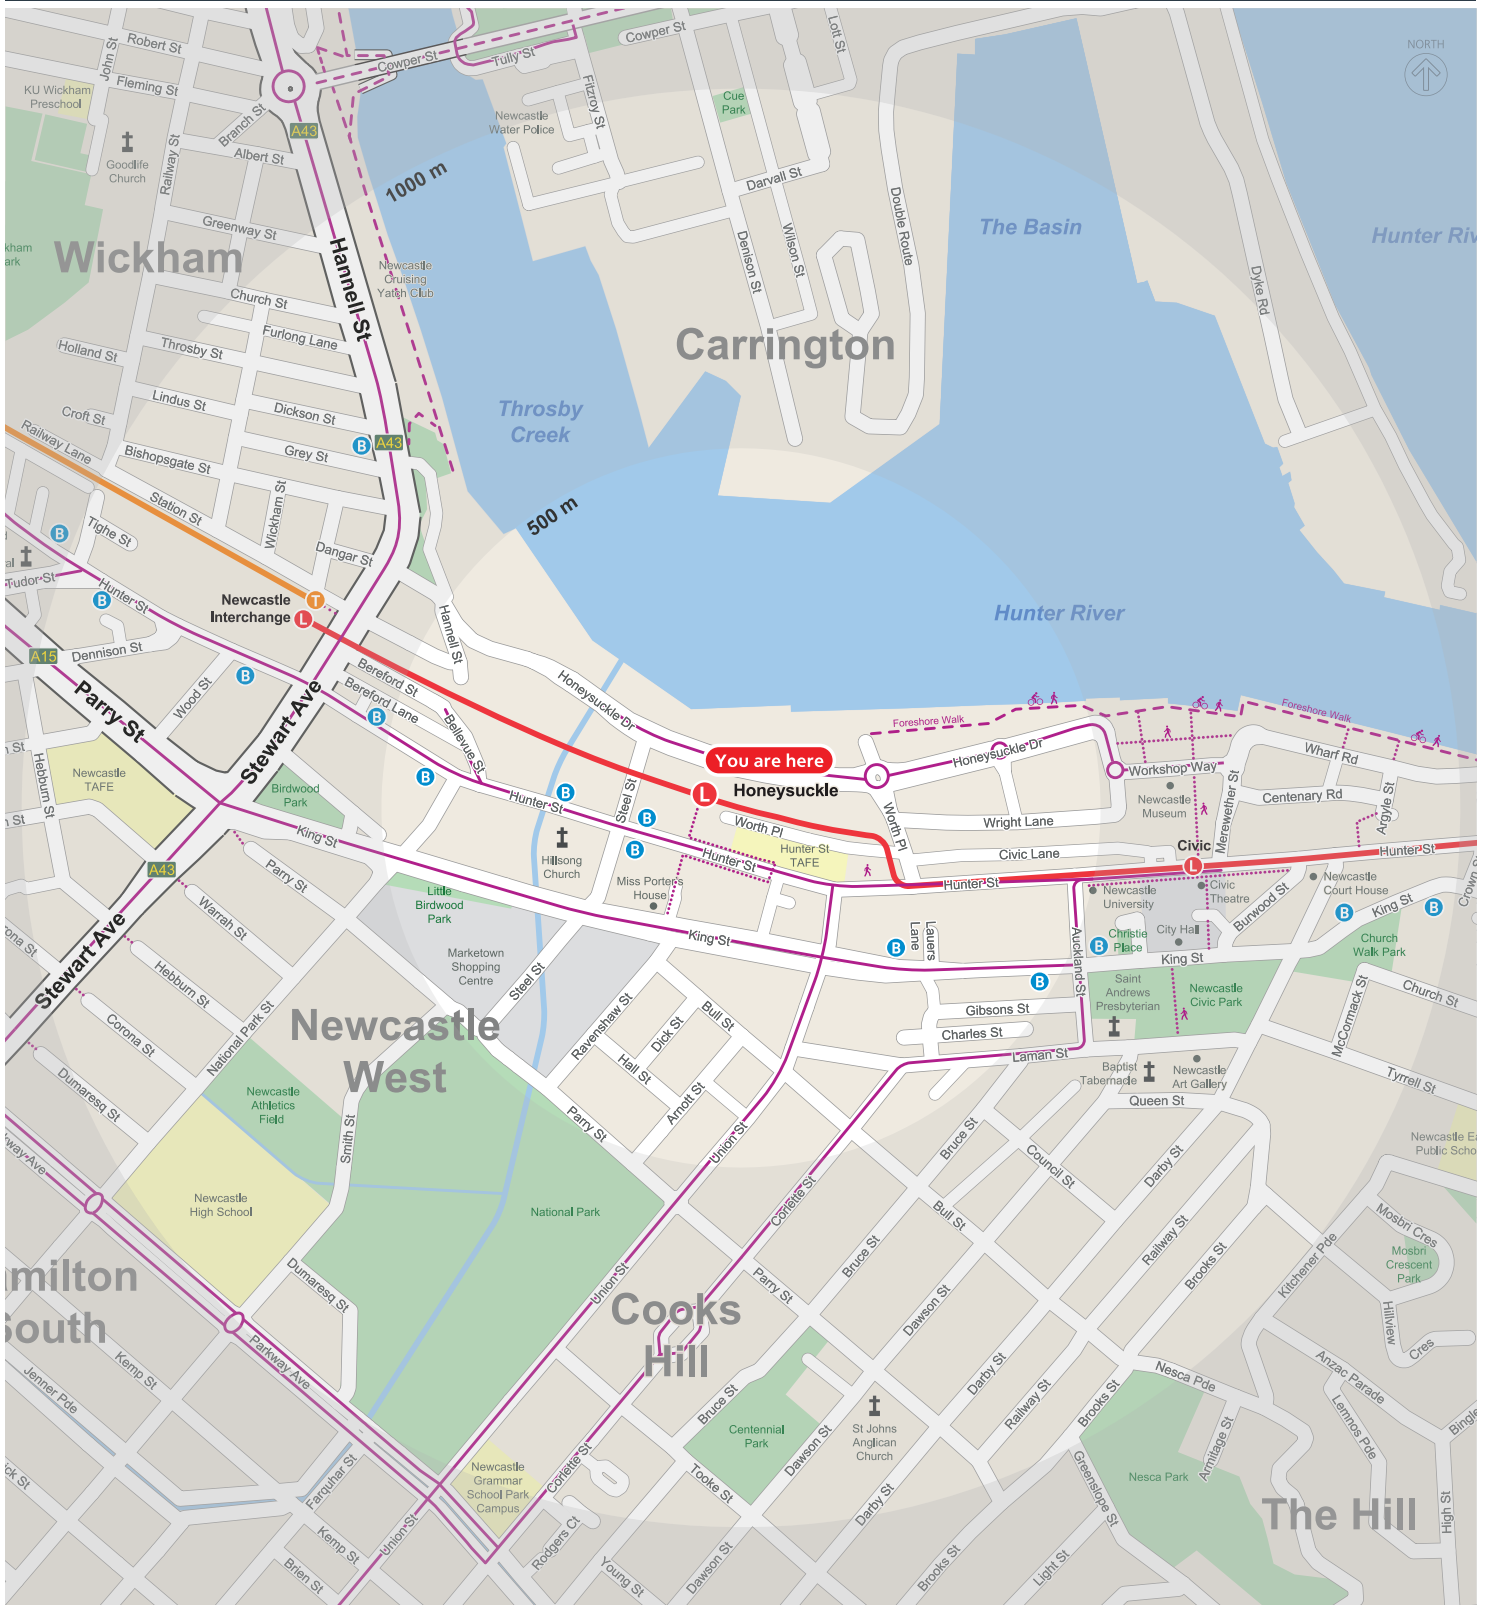 Robert St
John St
Fleming St
KU Wickham
Preschool
Branch St
Albert St
Goodlife
Church
Railway St
Greenway St
Wickham
A43
Cowper St
Tully St
Cowper St
Lott St
Fitzroy St
Newcastle
Water Police
Cue
Park
NORTH
1000 m
Darvall St
Double Route
Denison St
Wilson St
The Basin
Dyke Rd
Hannell St
Newcastle
Cruising
Yatch Club
Church St
Furlong Lane
Throsby St
Holland St
Lindus St
Dickson St
Croft St
Bishopsgate St
Grey St
B
A43
Carrington
Throsby
Creek
500 m
Hunter River
Railway Lane
Station St
Wickham St
Tighe St
Dangar St
B
Tudor St
Hunter St
B
Newcastle
Interchange
T
L
Dennison St
A15
Parry St
Wood St
B
Stewart Ave
Hannell St
Bereford St
Bereford Lane
B
Bellevue St
Honeysuckle Dr
Hebburn St
Newcastle
TAFE
Birdwood
Park
King St
B
Hunter St
B
Steel St
B
B
You are here
L
Honeysuckle
Foreshore Walk
Foreshore Walk
Honeysuckle Dr
Wharf Rd
Workshop Way
Newcastle
Museum
Merewether St
Centenary Rd
Argyle St
Worth Pl
Wright Lane
Worth Pl
Civic Lane
Civic
L
Hunter St
Hunter St
TAFE
Hunter St
Hunter St
Hillsong
Church
Miss Porter's
House
Little
Birdwood
Park
Newcastle
University
Civic
Theatre
Newcastle
Court House
Burwood St
King St
B
B
Church
Walk Park
A43
Parry St
Warrah St
Stewart Ave
Hebburn St
Corona St
Dumaresq St
National Park St
Marketown
Shopping
Centre
Steel St
King St
Lauers
Lane
B
Auckland St
B
Christie
Place
City Hall
King St
B
Saint
Andrews
Presbyterian
Newcastle
Civic Park
Gibsons St
Charles St
Laman St
McCormack St
Church St
Tyrrell St
Newcastle
West
Ravenshaw St
Bull St
Dick St
Hall St
Arnott St
Parry St
Union St
Baptist
Tabernacle
Newcastle
Art Gallery
Queen St
Newcastle
Athletics
Field
Smith St
Newcastle
High School
National Park
Dumaresq St
Bruce St
Council St
Darby St
Corlette St
Bull St
Railway St
Bruce St
Brooks St
Kitchener Pde
Mosbri Cres
Mosbri
Crescent
Park
Hillview
Cres
Union St
Cooks
Hill
Parry St
Dawson St
Darby St
Parkway Ave
Kemp St
Jenner Pde
Bruce St
Centennial
Park
Dawson St
St Johns
Anglican
Church
Railway St
Brooks St
Nesca Pde
Anzac Parade
Lemnos Pde
Armitage St
Nesca Park
The Hill
High St
Newcastle
Grammar
School Park
Campus
Corlette St
Tooke St
Darby St
Greenslope St
Farquhar St
Union St
Kemp St
Brien St
Rodgers Ct
Young St
Dawson St
Brooks St
Light St